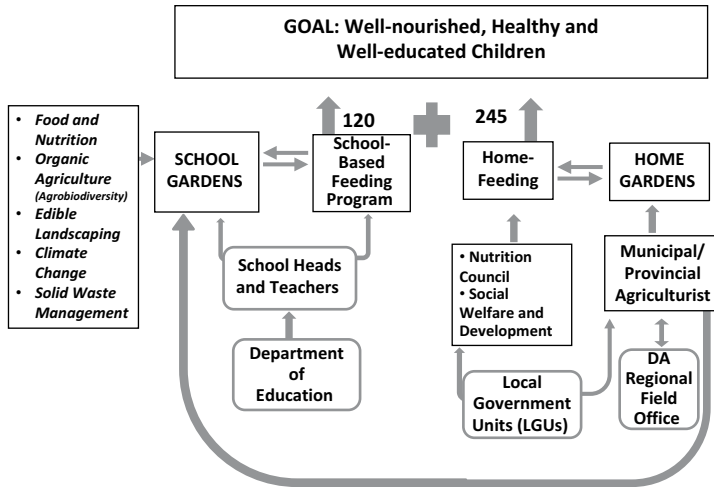 GOAL: Well-nourished, Healthy and
Well-educated Children
120
245
• Food and
Nutrition
• Organic
Agriculture
(Agrobiodiversity)
• Edible
Landscaping
• Climate
Change
• Solid Waste
Management
SCHOOL
GARDENS
School-
Based
Feeding
Program
Home-
Feeding
HOME
GARDENS
School Heads
and Teachers
• Nutrition
Council
• Social
Welfare and
Development
Municipal/
Provincial
Agriculturist
Department
of
Education
Local
Government
Units (LGUs)
DA
Regional
Field
Office